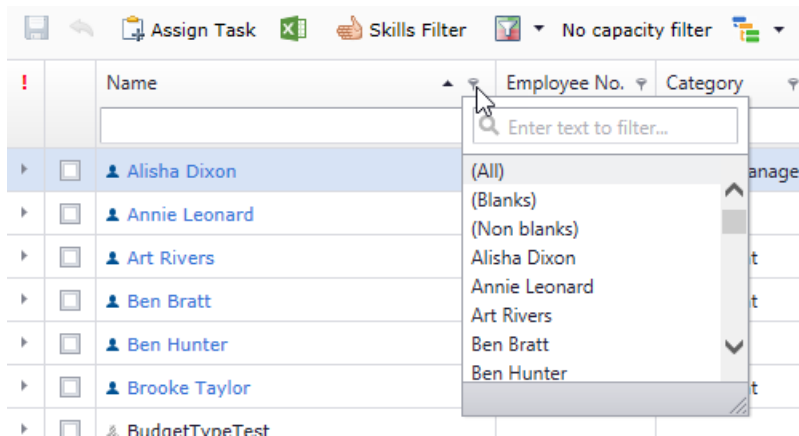 Assign Task Skills Filter No capacity filter
! Name Employee No. Category
Enter text to filter...
Alisha Dixon
Annie Leonard
Art Rivers
Ben Bratt
Ben Hunter
Brooke Taylor
BudgetTypeTest
(All)
(Blanks)
(Non blanks)
Alisha Dixon
Annie Leonard
Art Rivers
Ben Bratt
Ben Hunter